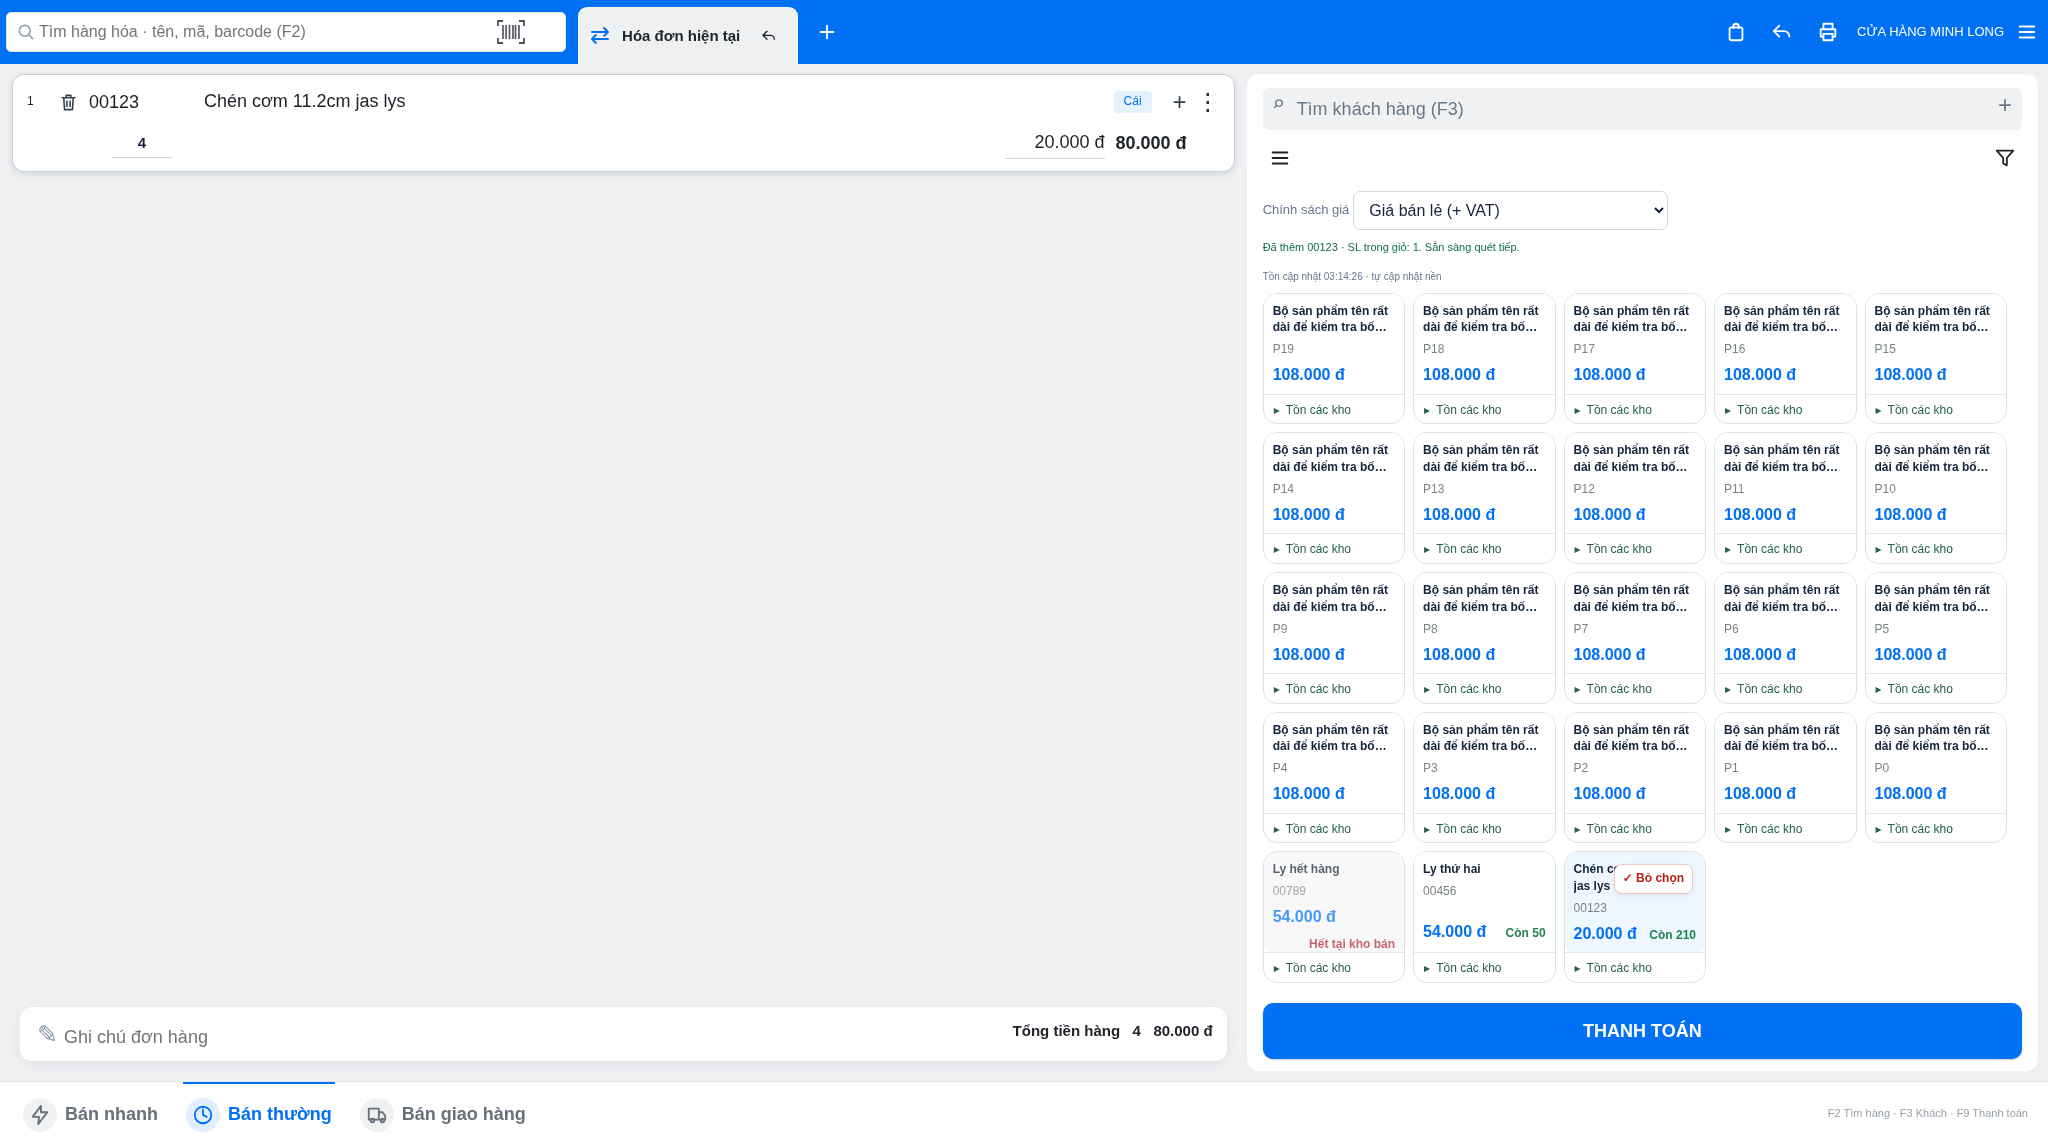 Tìm hàng hóa · tên, mã, barcode (F2)
Hóa đơn hiện tại
CỬA HÀNG MINH LONG
1
00123
Chén cơm 11.2cm jas lys
Cái
4
20.000 đ
80.000 đ
Tìm khách hàng (F3)
Chính sách giá
Giá bán lẻ (+ VAT)
Đã thêm 00123 · SL trong giỏ: 1. Sẵn sàng quét tiếp.
Tồn cập nhật 03:14:26 · tự cập nhật nền
Bộ sản phẩm tên rất
dài để kiểm tra bố…
P19
108.000 đ
▸ Tồn các kho
Bộ sản phẩm tên rất
dài để kiểm tra bố…
P18
108.000 đ
▸ Tồn các kho
Bộ sản phẩm tên rất
dài để kiểm tra bố…
P17
108.000 đ
▸ Tồn các kho
Bộ sản phẩm tên rất
dài để kiểm tra bố…
P16
108.000 đ
▸ Tồn các kho
Bộ sản phẩm tên rất
dài để kiểm tra bố…
P15
108.000 đ
▸ Tồn các kho
Bộ sản phẩm tên rất
dài để kiểm tra bố…
P14
108.000 đ
▸ Tồn các kho
Bộ sản phẩm tên rất
dài để kiểm tra bố…
P13
108.000 đ
▸ Tồn các kho
Bộ sản phẩm tên rất
dài để kiểm tra bố…
P12
108.000 đ
▸ Tồn các kho
Bộ sản phẩm tên rất
dài để kiểm tra bố…
P11
108.000 đ
▸ Tồn các kho
Bộ sản phẩm tên rất
dài để kiểm tra bố…
P10
108.000 đ
▸ Tồn các kho
Bộ sản phẩm tên rất
dài để kiểm tra bố…
P9
108.000 đ
▸ Tồn các kho
Bộ sản phẩm tên rất
dài để kiểm tra bố…
P8
108.000 đ
▸ Tồn các kho
Bộ sản phẩm tên rất
dài để kiểm tra bố…
P7
108.000 đ
▸ Tồn các kho
Bộ sản phẩm tên rất
dài để kiểm tra bố…
P6
108.000 đ
▸ Tồn các kho
Bộ sản phẩm tên rất
dài để kiểm tra bố…
P5
108.000 đ
▸ Tồn các kho
Bộ sản phẩm tên rất
dài để kiểm tra bố…
P4
108.000 đ
▸ Tồn các kho
Bộ sản phẩm tên rất
dài để kiểm tra bố…
P3
108.000 đ
▸ Tồn các kho
Bộ sản phẩm tên rất
dài để kiểm tra bố…
P2
108.000 đ
▸ Tồn các kho
Bộ sản phẩm tên rất
dài để kiểm tra bố…
P1
108.000 đ
▸ Tồn các kho
Bộ sản phẩm tên rất
dài để kiểm tra bố…
P0
108.000 đ
▸ Tồn các kho
Ly hết hàng
00789
54.000 đ
Hết tại kho bán
▸ Tồn các kho
Ly thứ hai
00456
54.000 đ
Còn 50
▸ Tồn các kho
Chén
✓ Bỏ chọn
jas lys
00123
20.000 đ
Còn 210
▸ Tồn các kho
Ghi chú đơn hàng
Tổng tiền hàng 4 80.000 đ
THANH TOÁN
Bán nhanh
Bán thường
Bán giao hàng
F2 Tìm hàng · F3 Khách · F9 Thanh toán